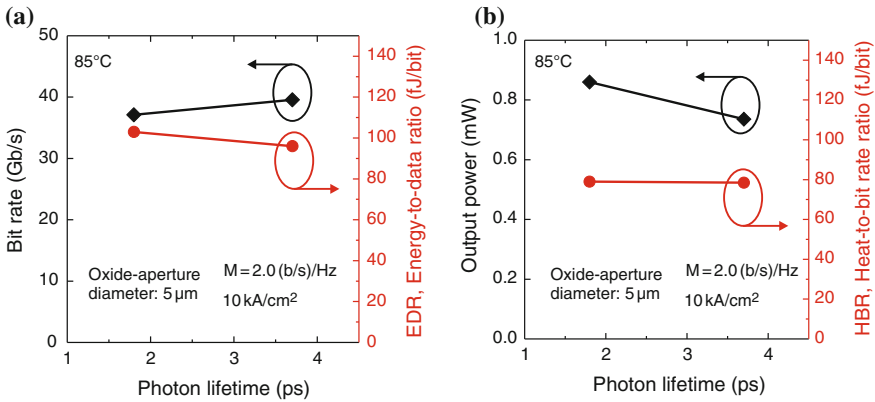 (a)
85°C
Bit rate (Gb/s)
50
40
30
20
10
0
EDR, Energy-to-data ratio (fJ/bit)
140
120
100
80
60
40
20
0
Oxide-aperture
diameter: 5 µm
M = 2.0 (b/s)/Hz
10 kA/cm²
1 2 3 4
Photon lifetime (ps)
(b)
85°C
Output power (mW)
1.0
0.8
0.6
0.4
0.2
0.0
HBR, Heat-to-bit rate ratio (fJ/bit)
140
120
100
80
60
40
20
0
Oxide-aperture
diameter: 5 µm
M = 2.0 (b/s)/Hz
10 kA/cm²
1 2 3 4
Photon lifetime (ps)